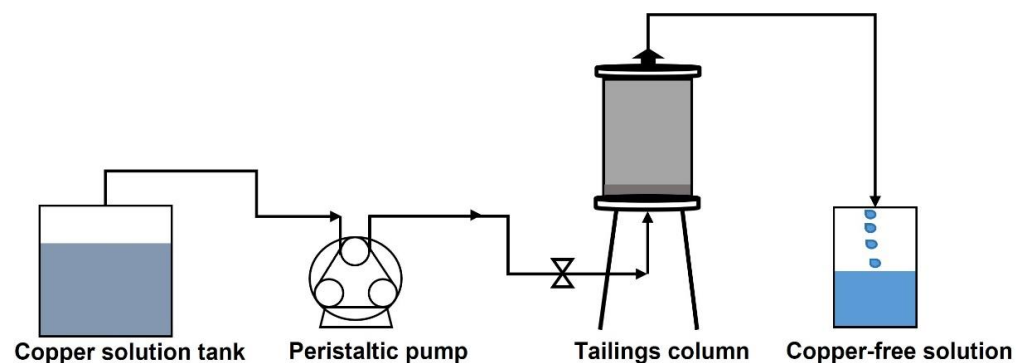 Copper solution tank
Peristaltic pump
Tailings column
Copper-free solution